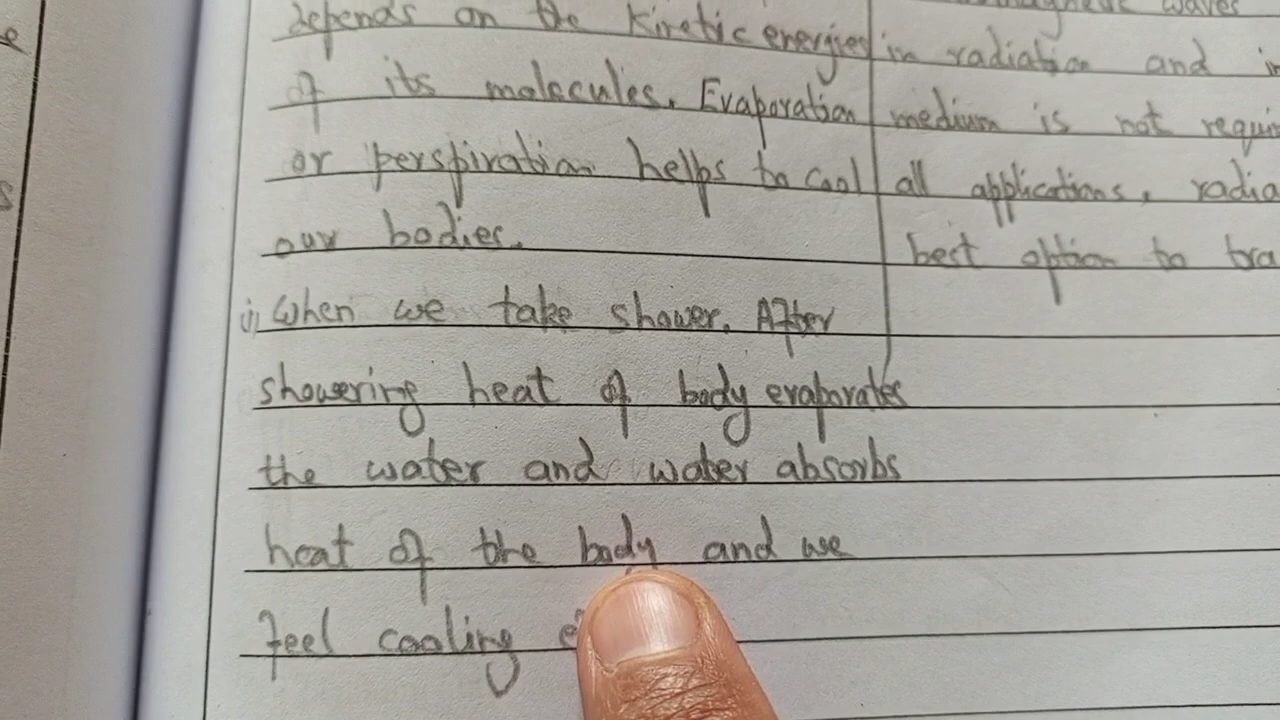 depends on the kinetic energies
of its molecules. Evaporation
or perspiration helps to cool
our bodies.
i) When we take shower. After
showering heat of body evaporates
the water and water absorbs
heat of the body and we
feel cooling
waves
in radiation and
medium is not
all applications,
best option to